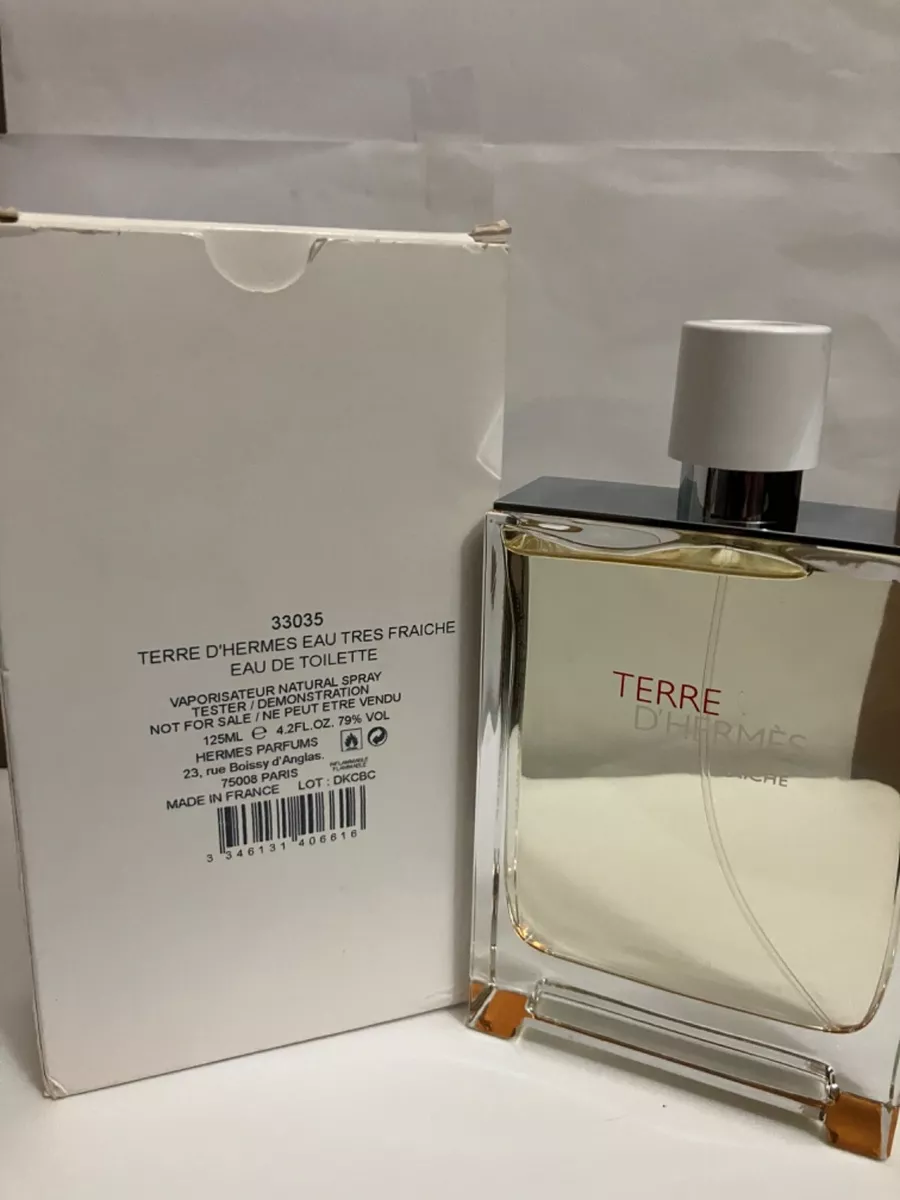 33035
TERRE D'HERMES EAU TRES FRAICHE
EAU DE TOILETTE
VAPORISATEUR NATURAL SPRAY
TESTER / DEMONSTRATION
NOT FOR SALE / NE PEUT ETRE VENDU
125ML ℮ 4.2FL.OZ. 79% VOL
HERMES PARFUMS
23, rue Boissy d'Anglas.
75008 PARIS
INFLAMMABLE
FLAMMABLE
MADE IN FRANCE LOT : DKCBC
3 346131 406616
TERRE
D'HERMÈS